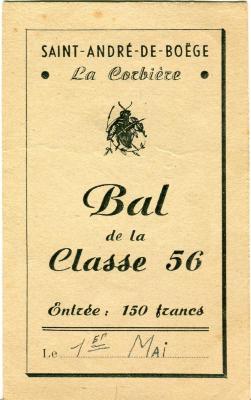 SAINT-ANDRÉ-DE-BOËGE
La Corbière
Bal
de la
Classe 56
Entrée : 150 francs
Le 1er Mai